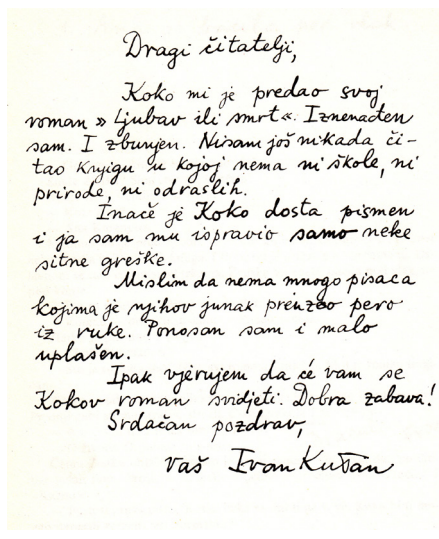 Dragi čitatelji,
Koko mi je predao svoj
roman » Ljubav ili smrt«. Iznenađen
sam. I zbunjen. Nisam još nikada či-
tao knjigu u kojoj nema ni škole, ni
prirode, ni odraslih.
Inače je Koko dosta pismen
i ja sam mu ispravio samo neke
sitne greške.
Mislim da nema mnogo pisaca
kojima je njihov junak preuzeo pero
iz ruke. Ponosan sam i malo
uplašen.
Ipak vjerujem da će vam se
Kokov roman svidjeti. Dobra zabava!
Srdačan pozdrav,
vaš Ivan Kušan